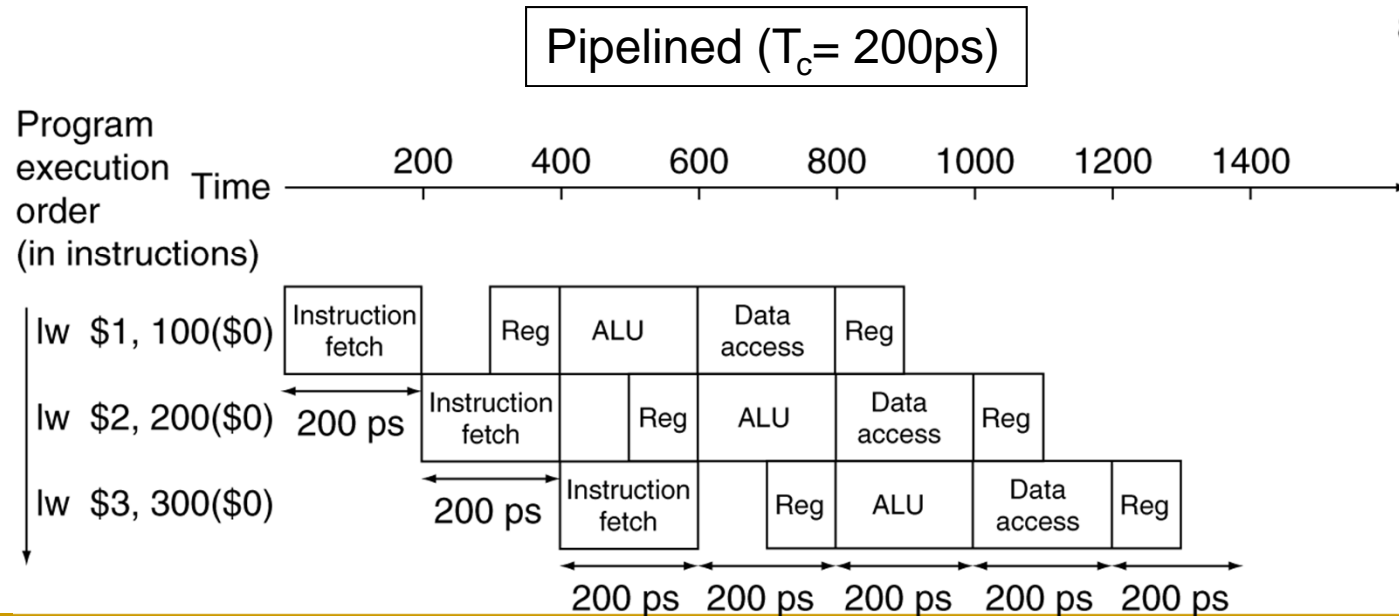 Pipelined (Tc= 200ps)
Program
execution
order
(in instructions)
Time
200 400 600 800 1000 1200 1400
lw $1, 100($0)
Instruction
fetch
Reg
ALU
Data
access
Reg
200 ps
lw $2, 200($0)
Instruction
fetch
Reg
ALU
Data
access
Reg
200 ps
lw $3, 300($0)
Instruction
fetch
Reg
ALU
Data
access
Reg
200 ps 200 ps 200 ps 200 ps 200 ps